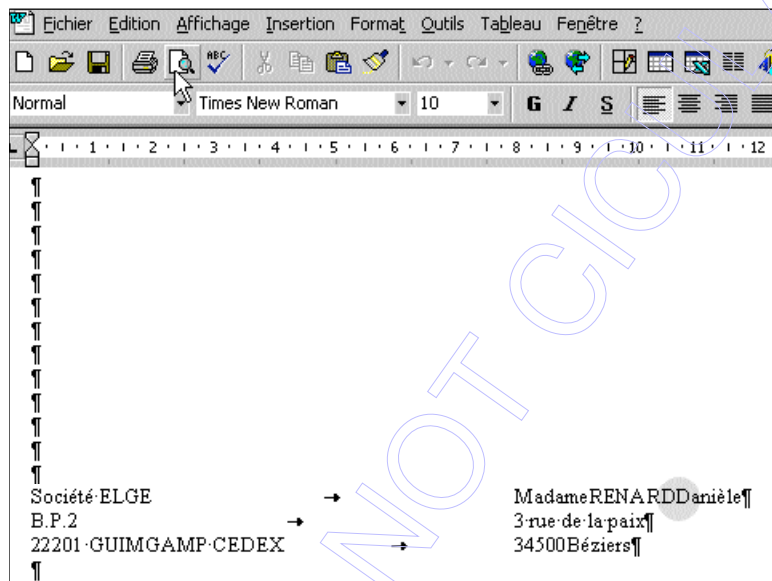 Fichier Edition Affichage Insertion Format Outils Tableau Fenêtre ?
ABC
Normal Times New Roman 10 G I S
1 2 3 4 5 6 7 8 9 10 11 12
¶
¶
¶
¶
¶
¶
¶
¶
¶
¶
¶
¶
¶
Société·ELGE → MadameRENARDDanièle¶
B.P.2 → 3·rue·de·la·paix¶
22201·GUIMGAMP·CEDEX → 34500Béziers¶
¶
NOT CICU